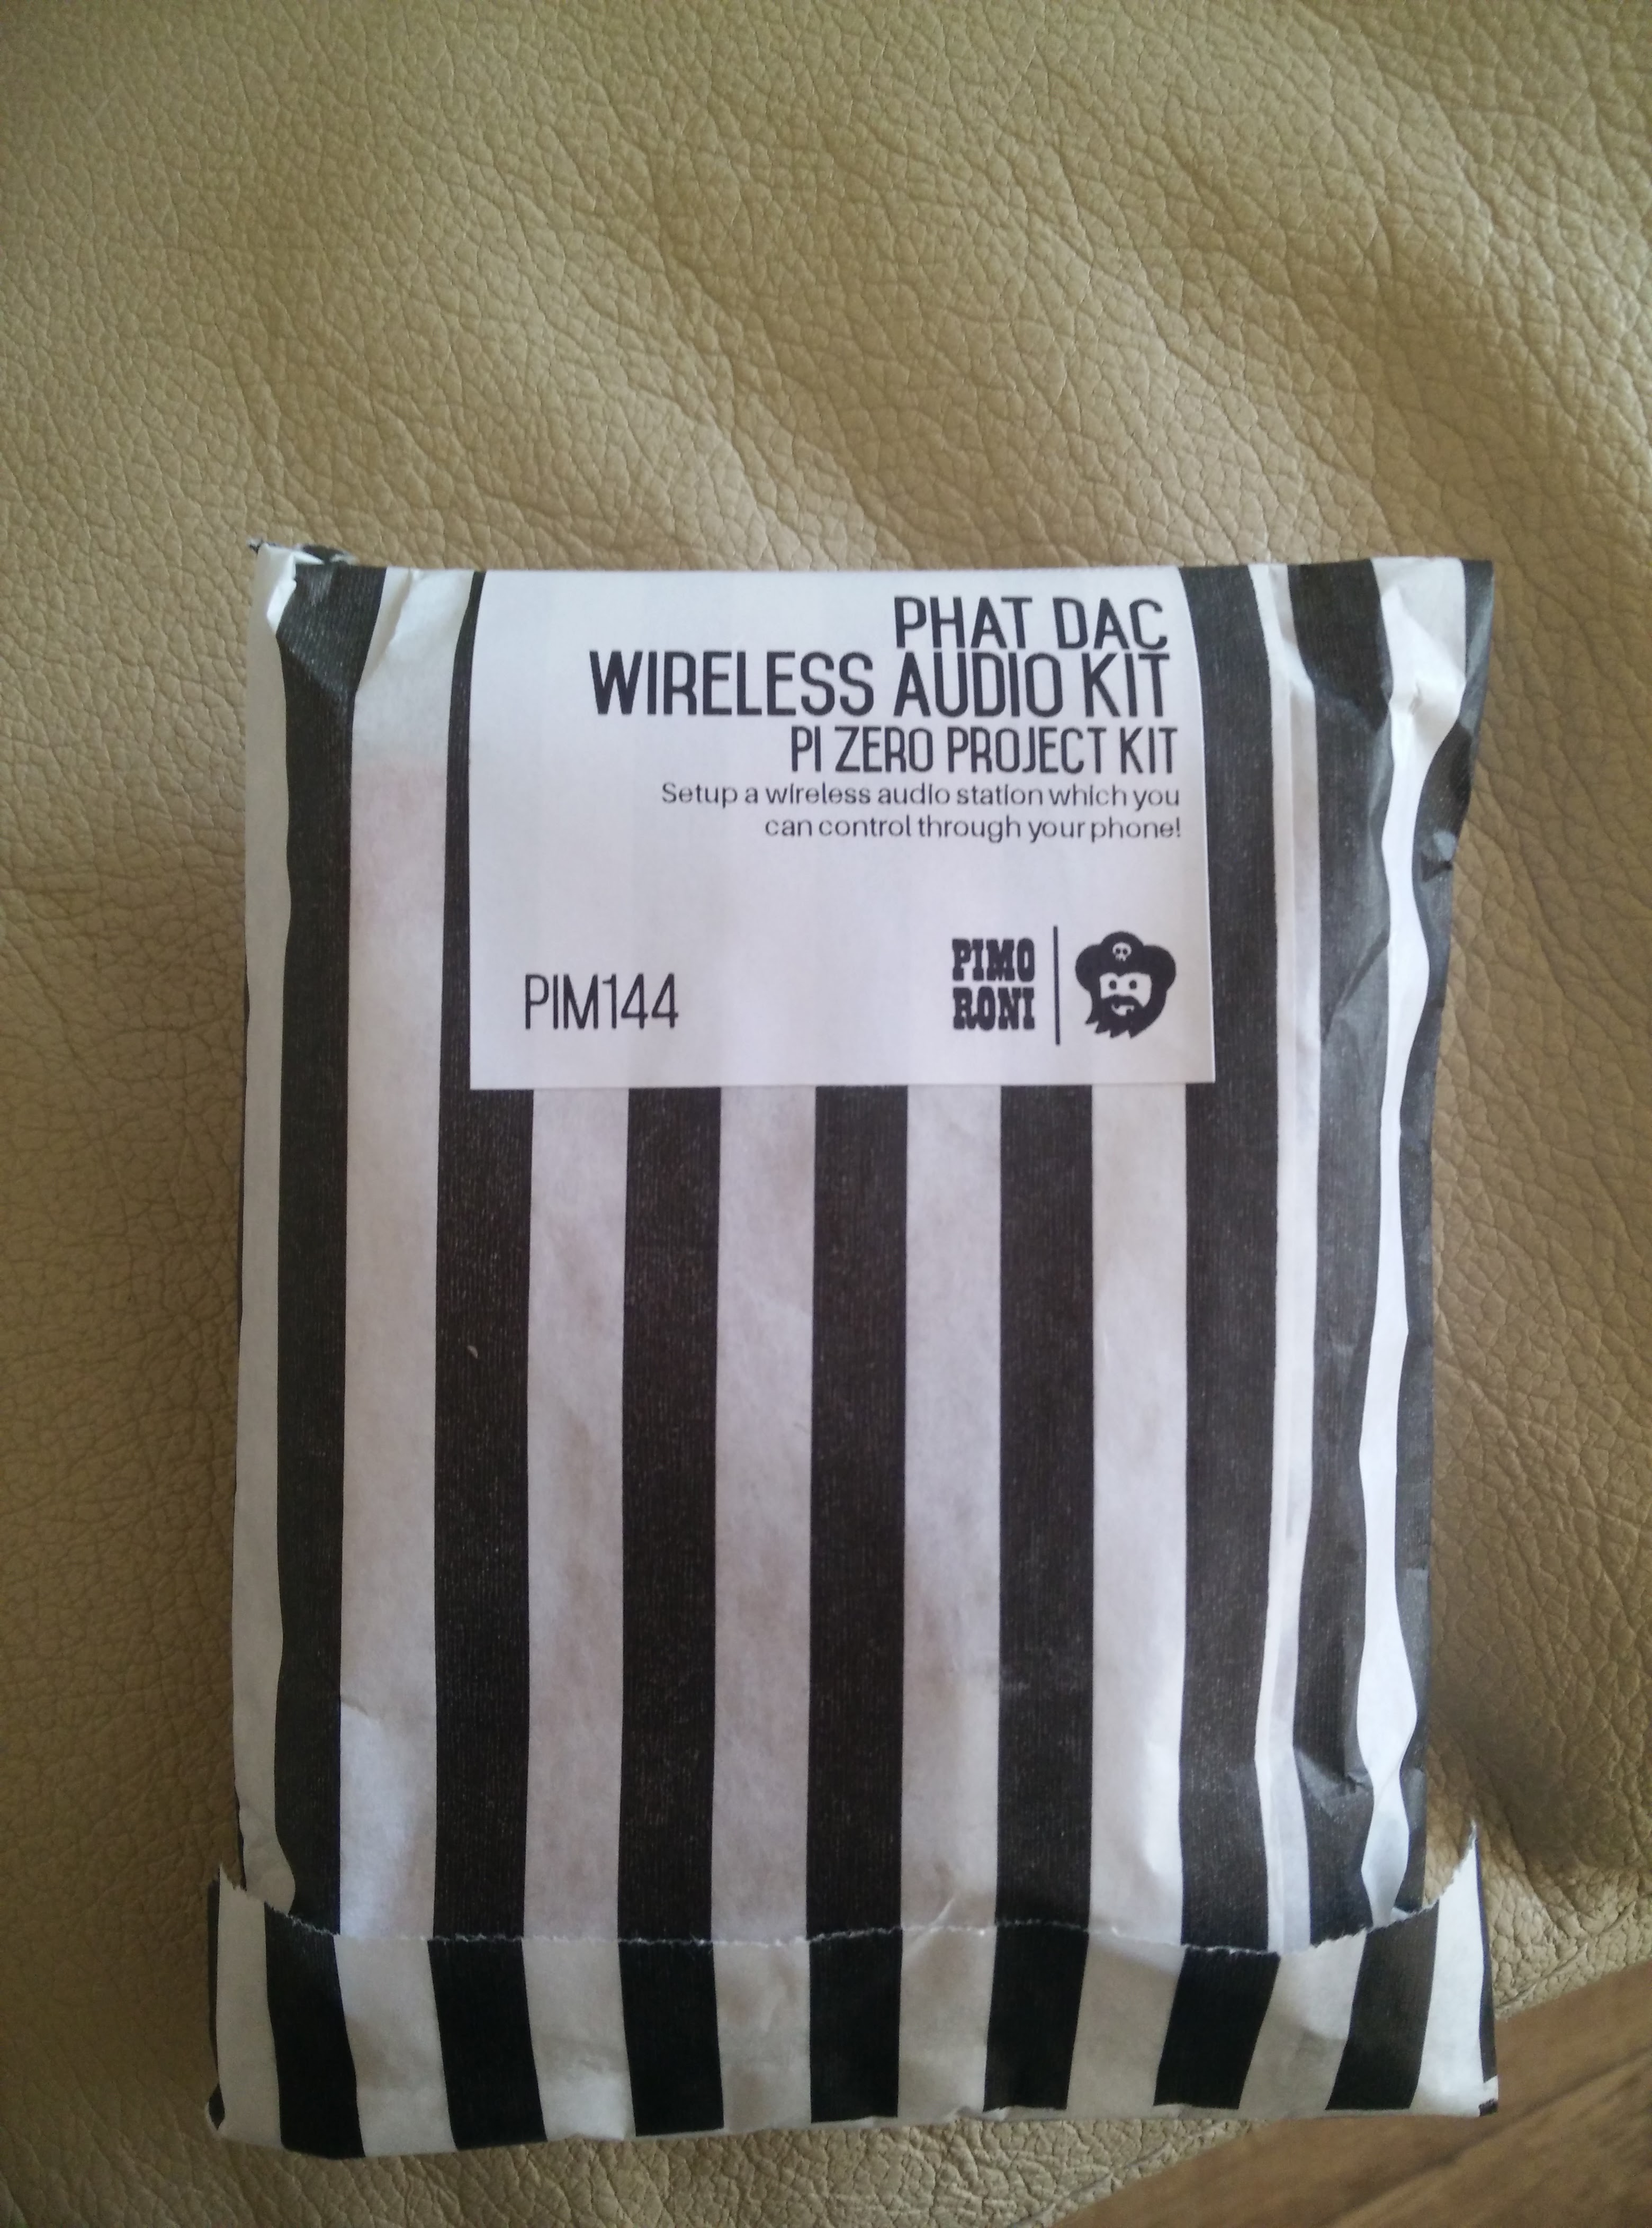 PHAT DAC
WIRELESS AUDIO KIT
PI ZERO PROJECT KIT
Setup a wireless audio station which you
can control through your phone!
PIM144
PIMO
RONI